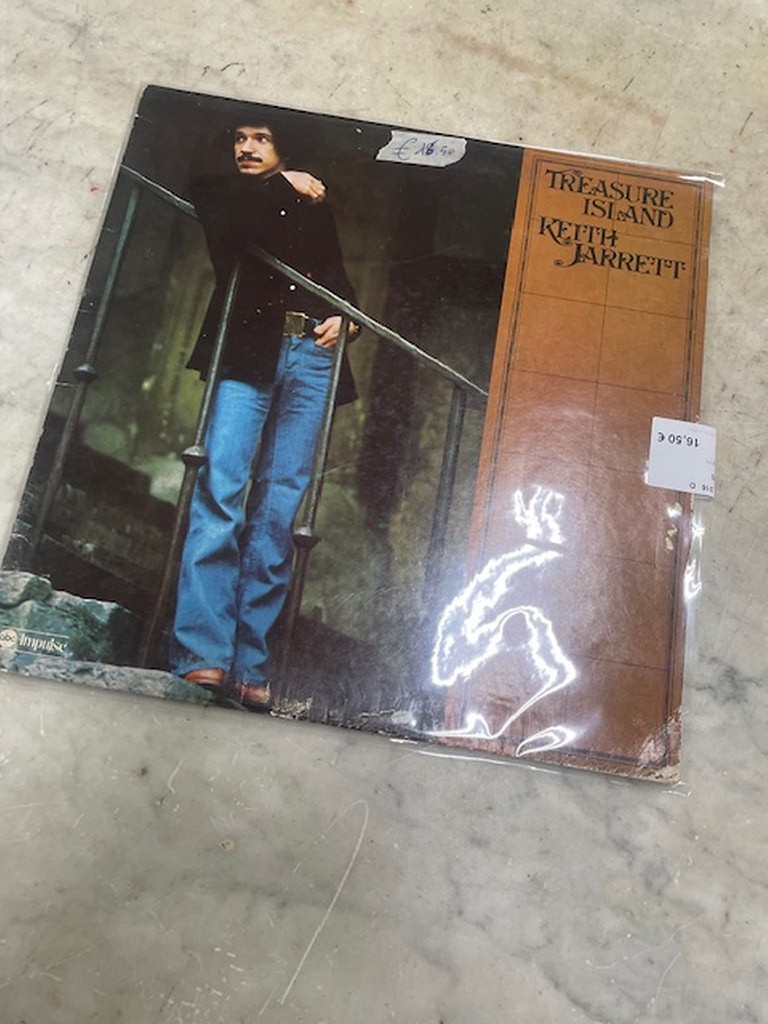 € 16.50
TREASURE
ISLAND
KEITH
JARRETT
16,50 €
abc impulse